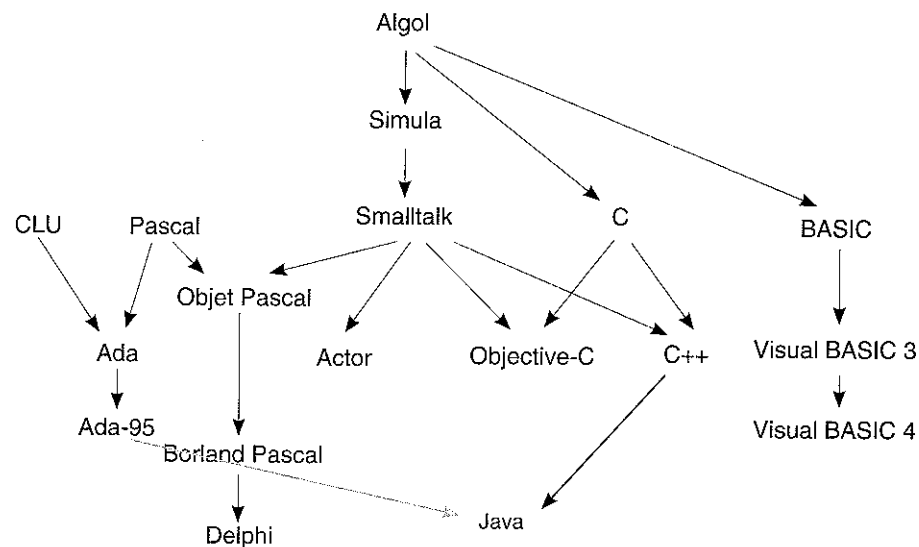 Algol
Simula
CLU
Pascal
Smalltalk
C
BASIC
Objet Pascal
Ada
Actor
Objective-C
C++
Visual BASIC 3
Ada-95
Borland Pascal
Visual BASIC 4
Java
Delphi